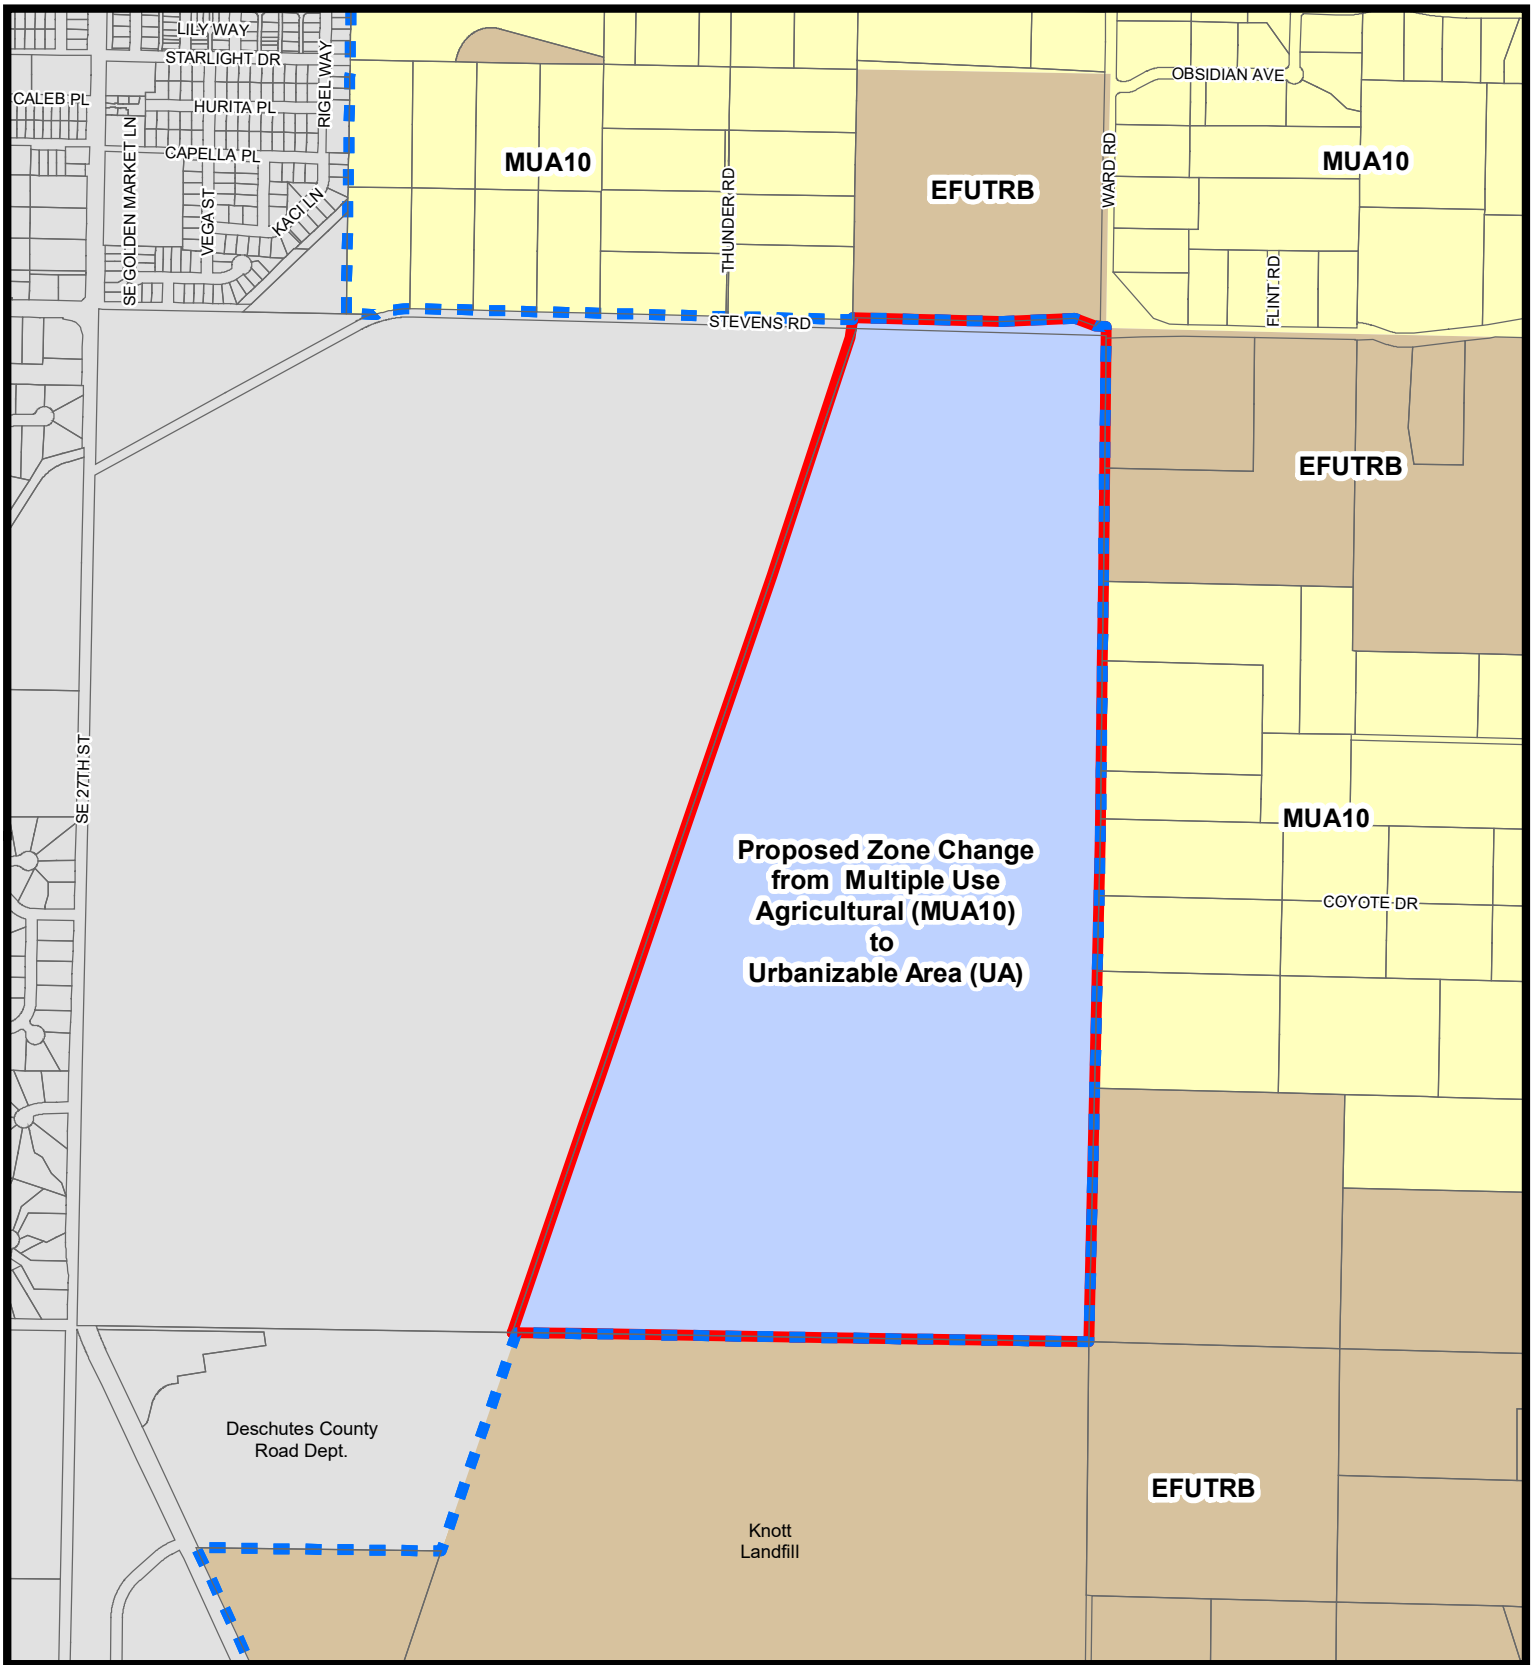 LILY WAY
STARLIGHT DR
RIGEL WAY
CALEB PL
HURITA PL
SE GOLDEN MARKET LN
CAPELLA PL
VEGA ST
KACI LN
MUA10
THUNDER RD
EFUTRB
WARD RD
OBSIDIAN AVE
MUA10
FLINT RD
STEVENS RD
EFUTRB
SE 27TH ST
MUA10
COYOTE DR
Proposed Zone Change
from Multiple Use
Agricultural (MUA10)
to
Urbanizable Area (UA)
Deschutes County
Road Dept.
Knott
Landfill
EFUTRB